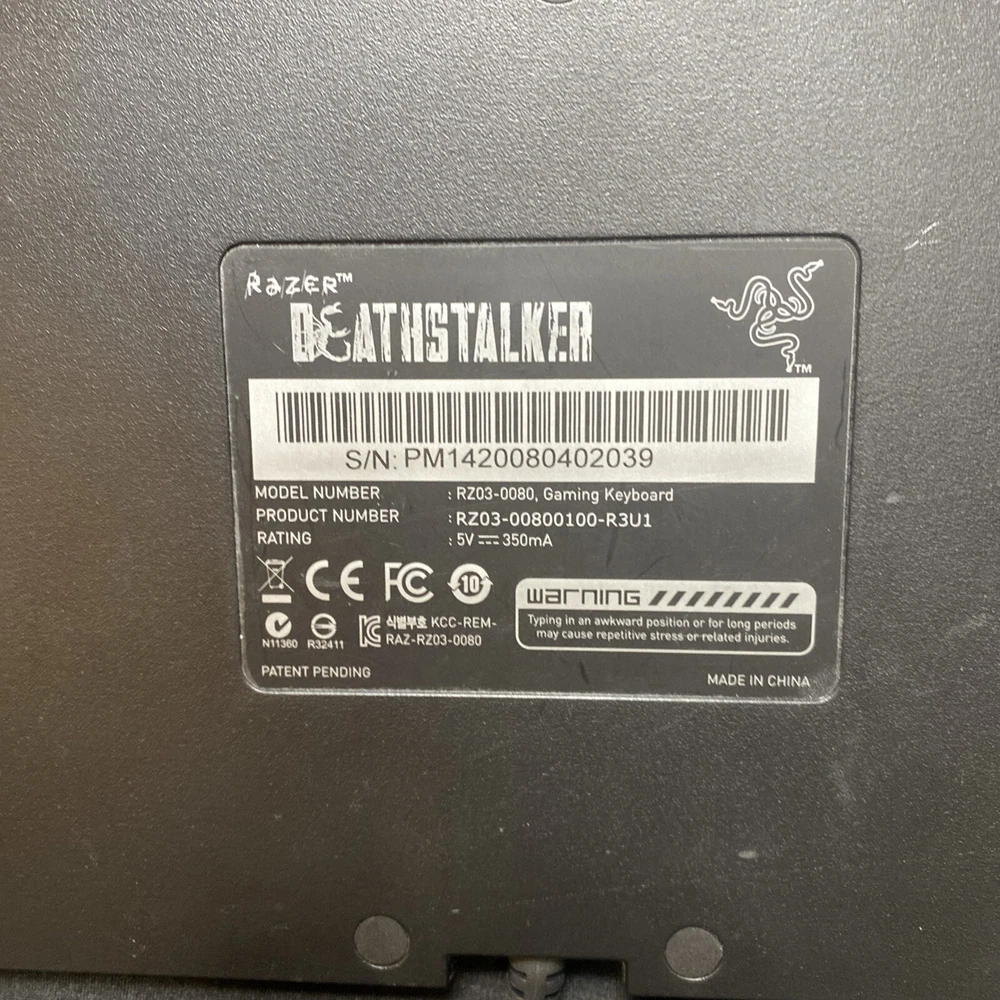 RAZER™
DEATHSTALKER
TM
S/N: PM1420080402039
MODEL NUMBER : RZ03-0080, Gaming Keyboard
PRODUCT NUMBER : RZ03-00800100-R3U1
RATING : 5V ⎓ 350mA
CE FC 10
warning
Typing in an awkward position or for long periods
may cause repetitive stress or related injuries.
N11360
R32411
식별부호 KCC-REM-
RAZ-RZ03-0080
PATENT PENDING
MADE IN CHINA